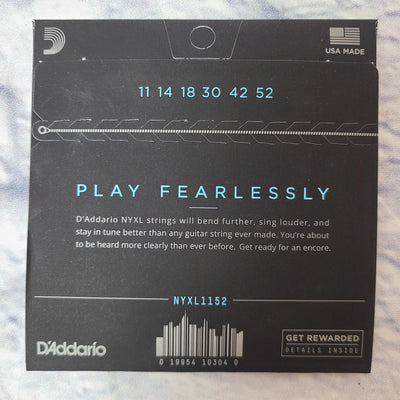 USA MADE
11 14 18 30 42 52
PLAY FEARLESSLY
D'Addario NYXL strings will bend further, sing louder, and
stay in tune better than any guitar string ever made. You're about
to be heard more clearly than ever before. Get ready for an encore.
NYXL1152
D'Addario
0 19954 10304 0
GET REWARDED
DETAILS INSIDE